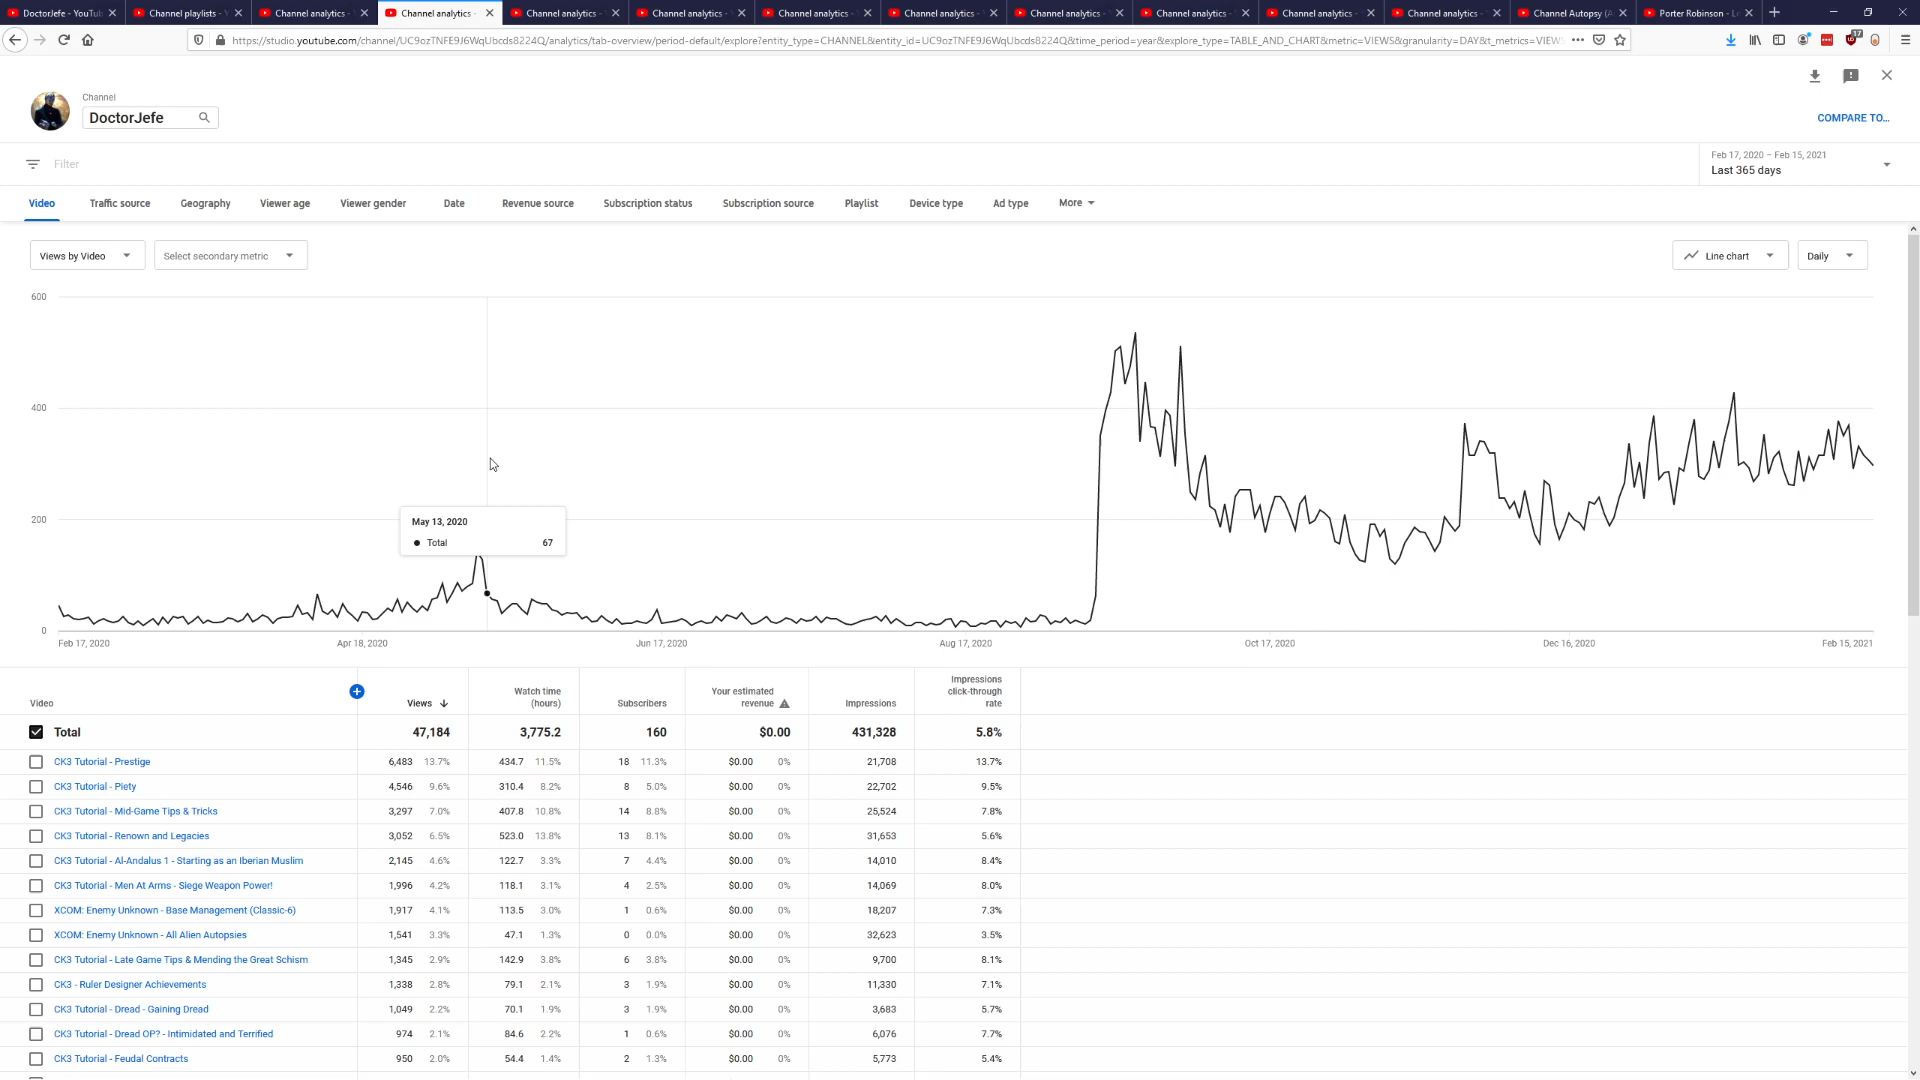 DoctorJefe - YouTub
Channel playlists - Y
Channel analytics -
Channel analytics -
Channel analytics -
Channel analytics -
Channel analytics -
Channel analytics -
Channel analytics -
Channel analytics -
Channel analytics -
Channel analytics -
Channel Autopsy (A
Porter Robinson - L
https://studio.youtube.com/channel/UC9ozTNFE9J6WqUbcds8224Q/analytics/tab-overview/period-default/explore?entity_type=CHANNEL&entity_id=UC9ozTNFE9J6WqUbcds8224Q&time_period=year&explore_type=TABLE_AND_CHART&metric=VIEWS&granularity=DAY&t_metrics=VIEWS
17
Channel
DoctorJefe
COMPARE TO...
Filter
Feb 17, 2020 – Feb 15, 2021
Last 365 days
Video Traffic source Geography Viewer age Viewer gender Date Revenue source Subscription status Subscription source Playlist Device type Ad type More
Views by Video Select secondary metric Line chart Daily
600
400
200
0
May 13, 2020
Total 67
Feb 17, 2020 Apr 18, 2020 Jun 17, 2020 Aug 17, 2020 Oct 17, 2020 Dec 16, 2020 Feb 15, 2021
Video Views Watch time (hours) Subscribers Your estimated revenue Impressions Impressions click-through rate
Total 47,184 3,775.2 160 $0.00 431,328 5.8%
CK3 Tutorial - Prestige 6,483 13.7% 434.7 11.5% 18 11.3% $0.00 0% 21,708 13.7%
CK3 Tutorial - Piety 4,546 9.6% 310.4 8.2% 8 5.0% $0.00 0% 22,702 9.5%
CK3 Tutorial - Mid-Game Tips & Tricks 3,297 7.0% 407.8 10.8% 14 8.8% $0.00 0% 25,524 7.8%
CK3 Tutorial - Renown and Legacies 3,052 6.5% 523.0 13.8% 13 8.1% $0.00 0% 31,653 5.6%
CK3 Tutorial - Al-Andalus 1 - Starting as an Iberian Muslim 2,145 4.6% 122.7 3.3% 7 4.4% $0.00 0% 14,010 8.4%
CK3 Tutorial - Men At Arms - Siege Weapon Power! 1,996 4.2% 118.1 3.1% 4 2.5% $0.00 0% 14,069 8.0%
XCOM: Enemy Unknown - Base Management (Classic-6) 1,917 4.1% 113.5 3.0% 1 0.6% $0.00 0% 18,207 7.3%
XCOM: Enemy Unknown - All Alien Autopsies 1,541 3.3% 47.1 1.3% 0 0.0% $0.00 0% 32,623 3.5%
CK3 Tutorial - Late Game Tips & Mending the Great Schism 1,345 2.9% 142.9 3.8% 6 3.8% $0.00 0% 9,700 8.1%
CK3 - Ruler Designer Achievements 1,338 2.8% 79.1 2.1% 3 1.9% $0.00 0% 11,330 7.1%
CK3 Tutorial - Dread - Gaining Dread 1,049 2.2% 70.1 1.9% 3 1.9% $0.00 0% 3,683 5.7%
CK3 Tutorial - Dread OP? - Intimidated and Terrified 974 2.1% 84.6 2.2% 1 0.6% $0.00 0% 6,076 7.7%
CK3 Tutorial - Feudal Contracts 950 2.0% 54.4 1.4% 2 1.3% $0.00 0% 5,773 5.4%